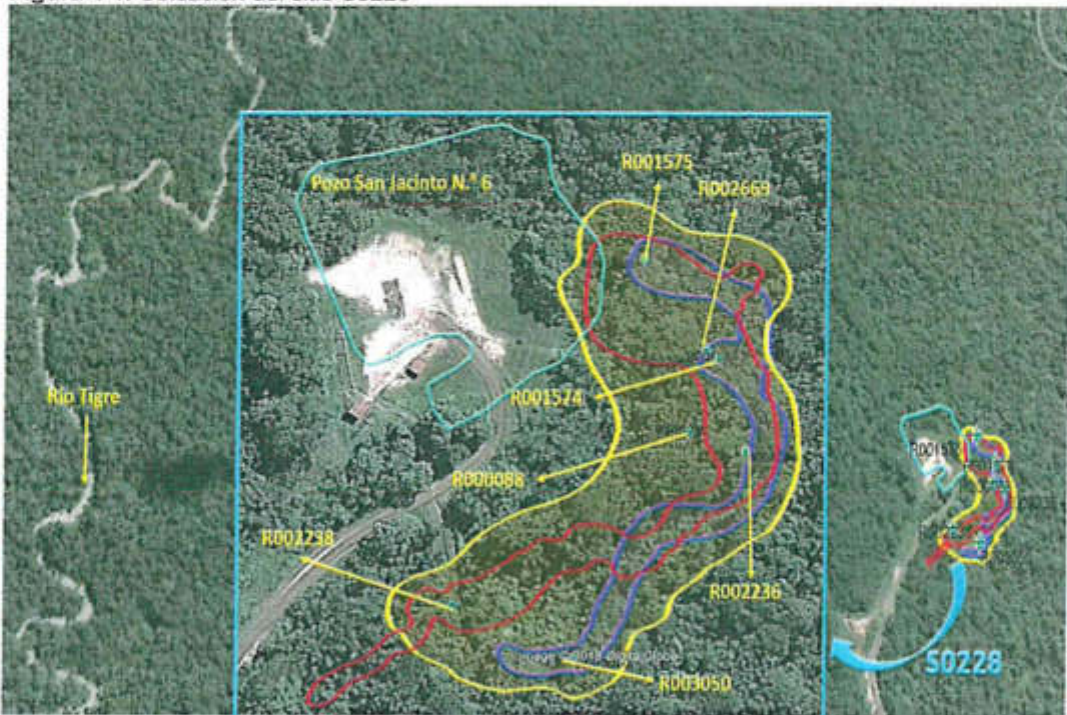 Pozo San Jacinto N.° 6
R001575
R002669
Río Tigre
R001574
R000088
R002238
R002236
R003050
S0228